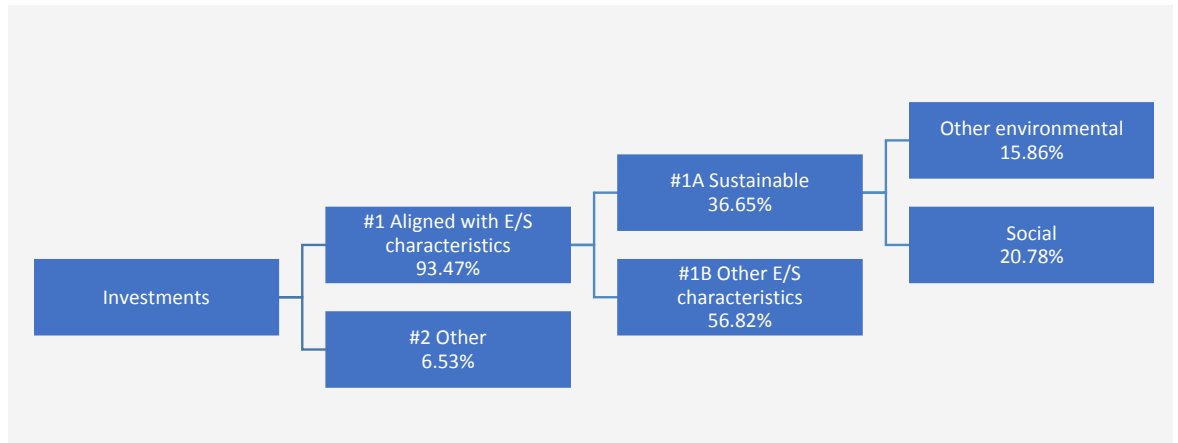 Investments
#1 Aligned with E/S
characteristics
93.47%
#2 Other
6.53%
#1A Sustainable
36.65%
#1B Other E/S
characteristics
56.82%
Other environmental
15.86%
Social
20.78%